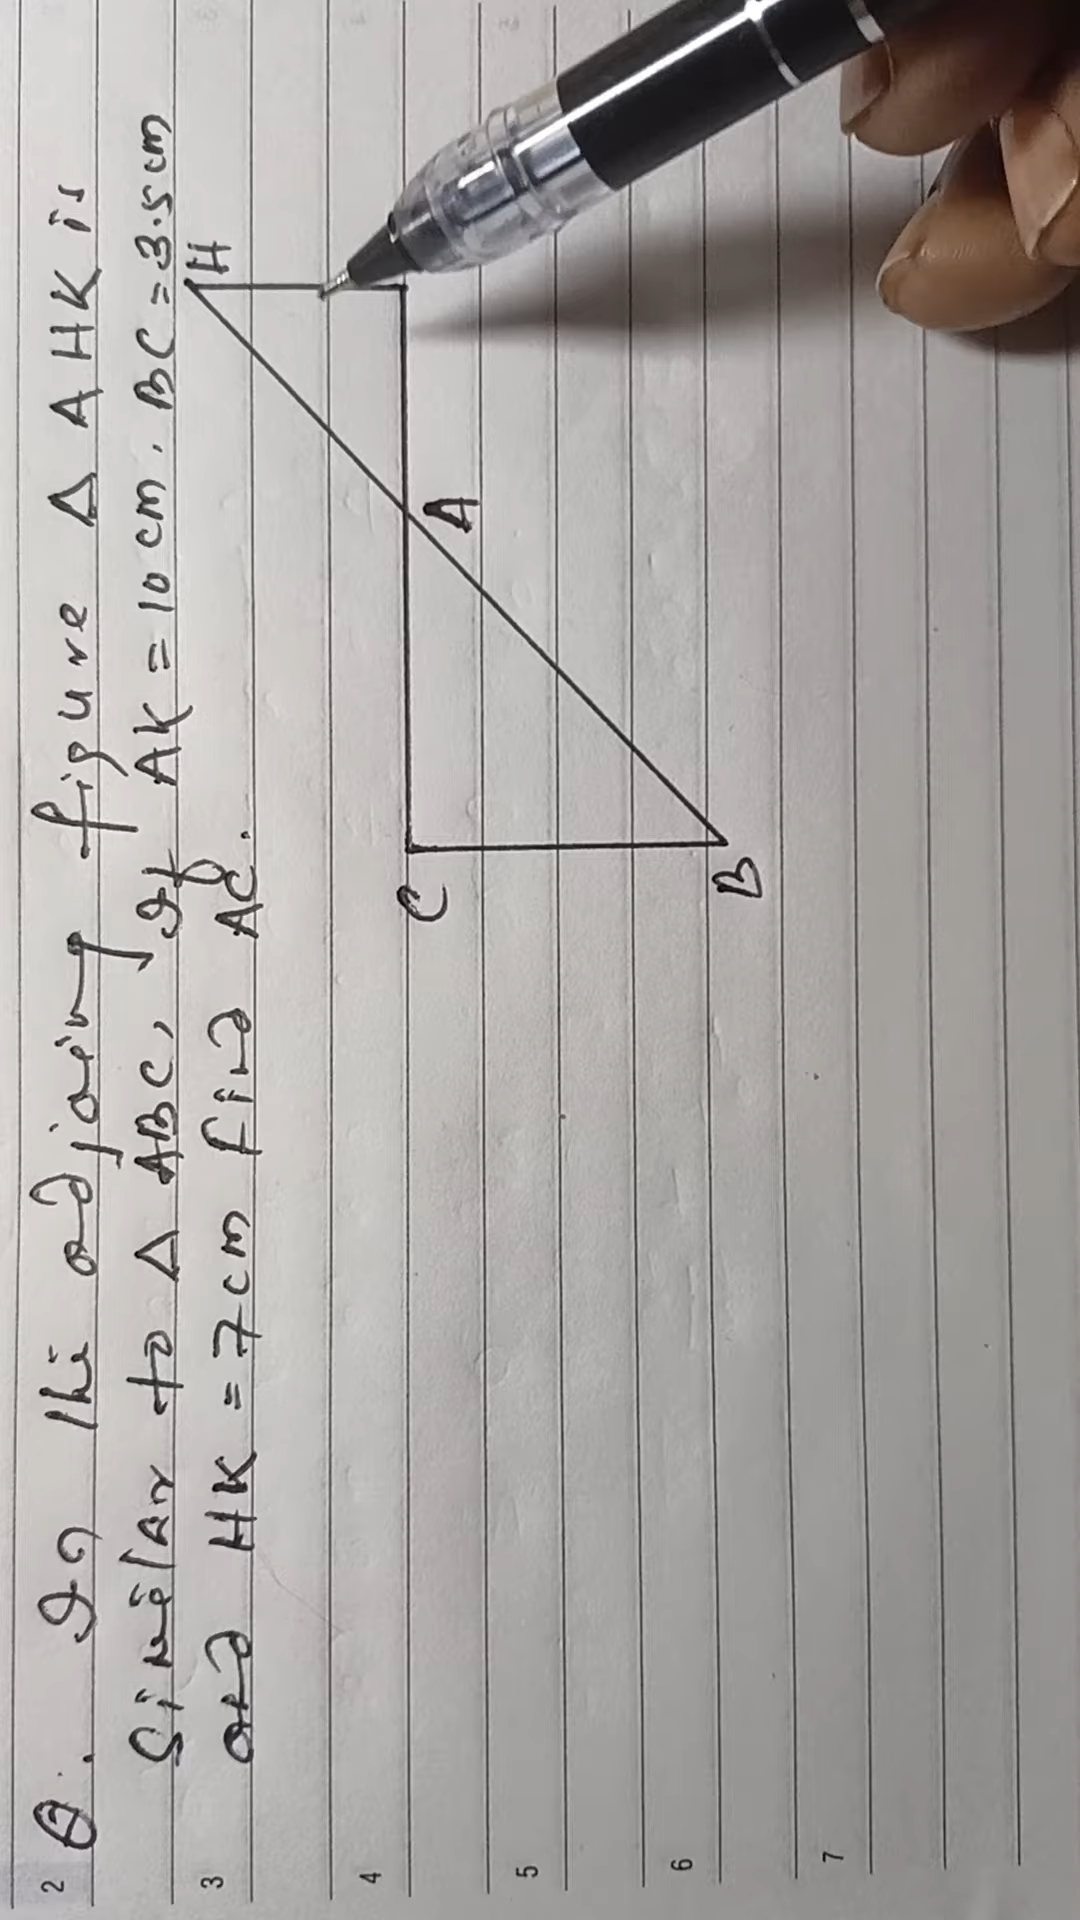 Q. In the adjoing figure Δ AHK is
Similar to Δ ABC, If AK = 10 cm, BC = 3.5 cm
and HK = 7 cm find AC.
H
A
C
B
2
3
4
5
6
7